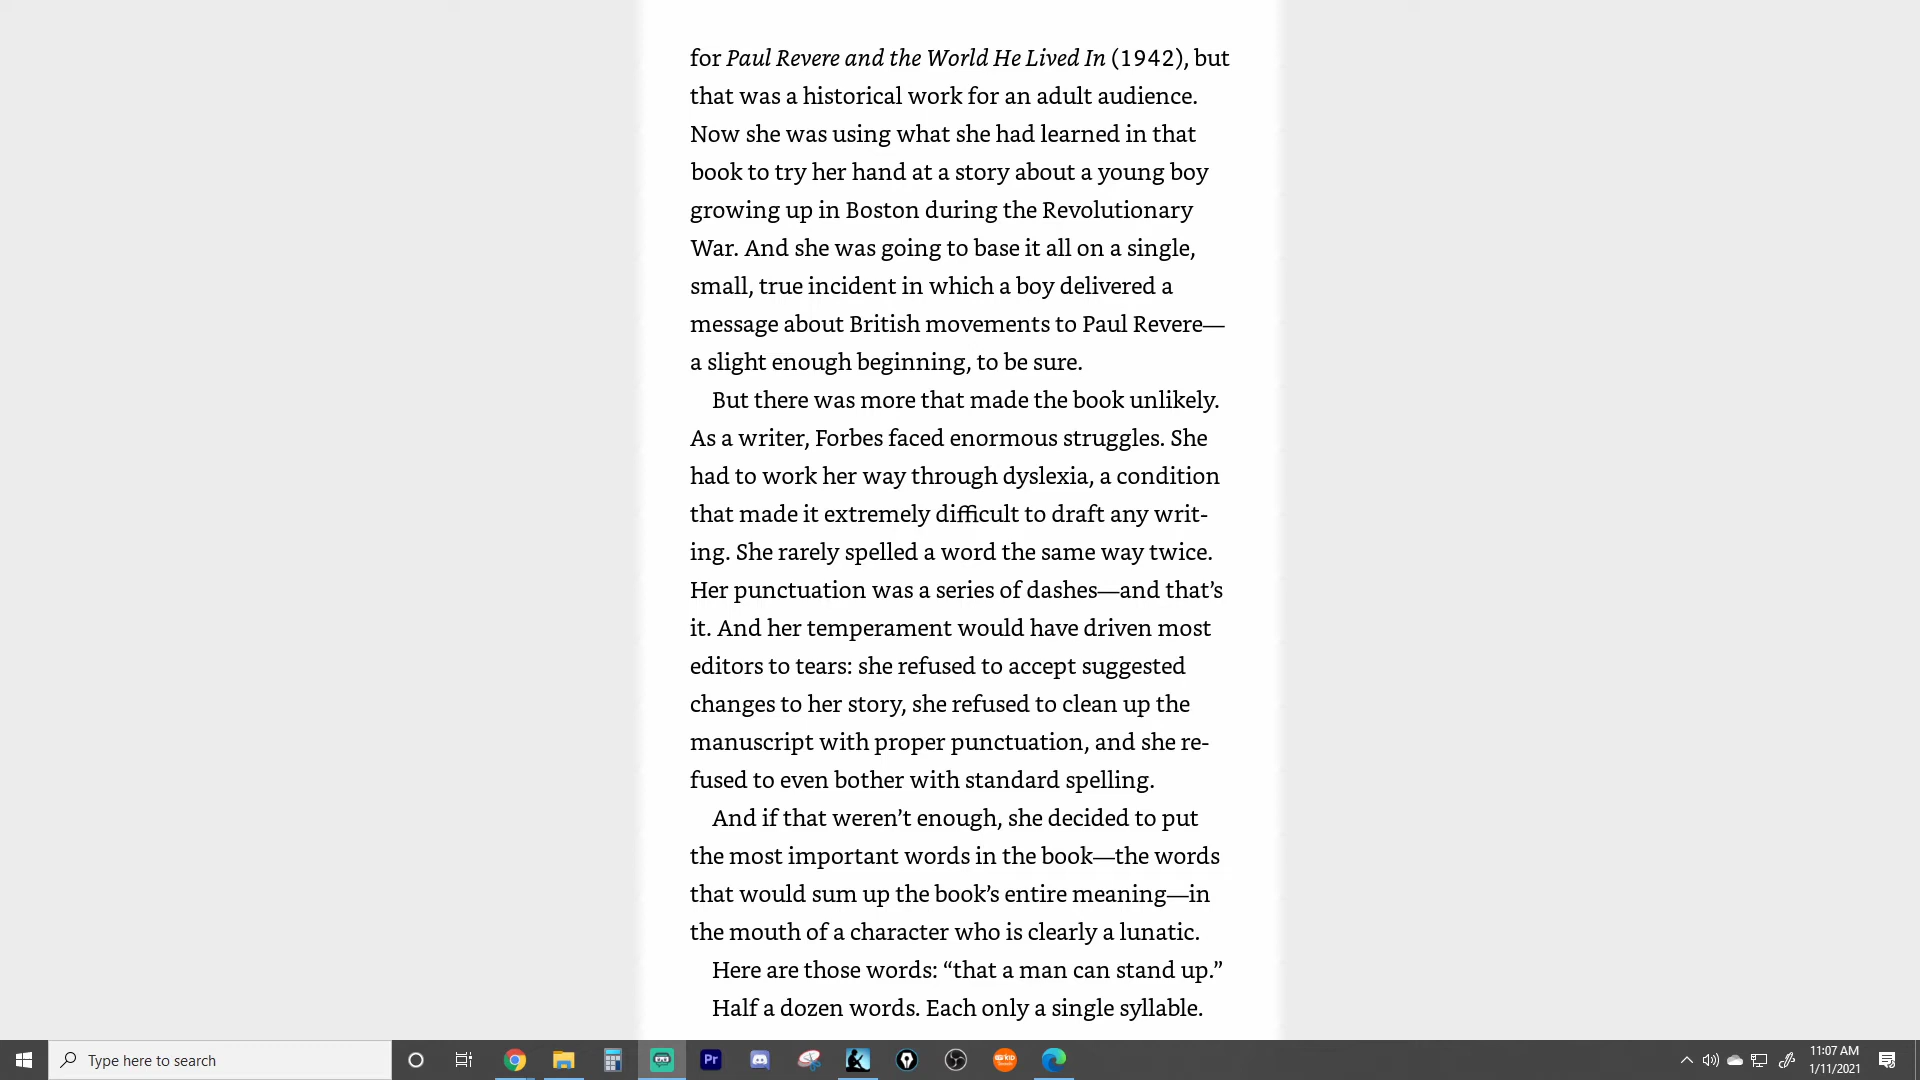 for Paul Revere and the World He Lived In (1942), but
that was a historical work for an adult audience.
Now she was using what she had learned in that
book to try her hand at a story about a young boy
growing up in Boston during the Revolutionary
War. And she was going to base it all on a single,
small, true incident in which a boy delivered a
message about British movements to Paul Revere—
a slight enough beginning, to be sure.
But there was more that made the book unlikely.
As a writer, Forbes faced enormous struggles. She
had to work her way through dyslexia, a condition
that made it extremely difficult to draft any writ-
ing. She rarely spelled a word the same way twice.
Her punctuation was a series of dashes—and that’s
it. And her temperament would have driven most
editors to tears: she refused to accept suggested
changes to her story, she refused to clean up the
manuscript with proper punctuation, and she re-
fused to even bother with standard spelling.
And if that weren’t enough, she decided to put
the most important words in the book—the words
that would sum up the book’s entire meaning—in
the mouth of a character who is clearly a lunatic.
Here are those words: “that a man can stand up.”
Half a dozen words. Each only a single syllable.
Type here to search
Pr
11:07 AM
1/11/2021